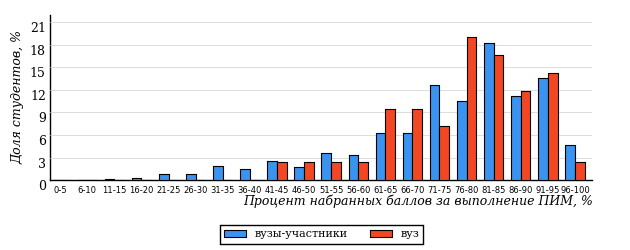 Доля студентов, %
21
18
15
12
9
6
3
0
0-5 6-10 11-15 16-20 21-25 26-30 31-35 36-40 41-45 46-50 51-55 56-60 61-65 66-70 71-75 76-80 81-85 86-90 91-95 96-100
Процент набранных баллов за выполнение ПИМ, %
вузы-участники вуз